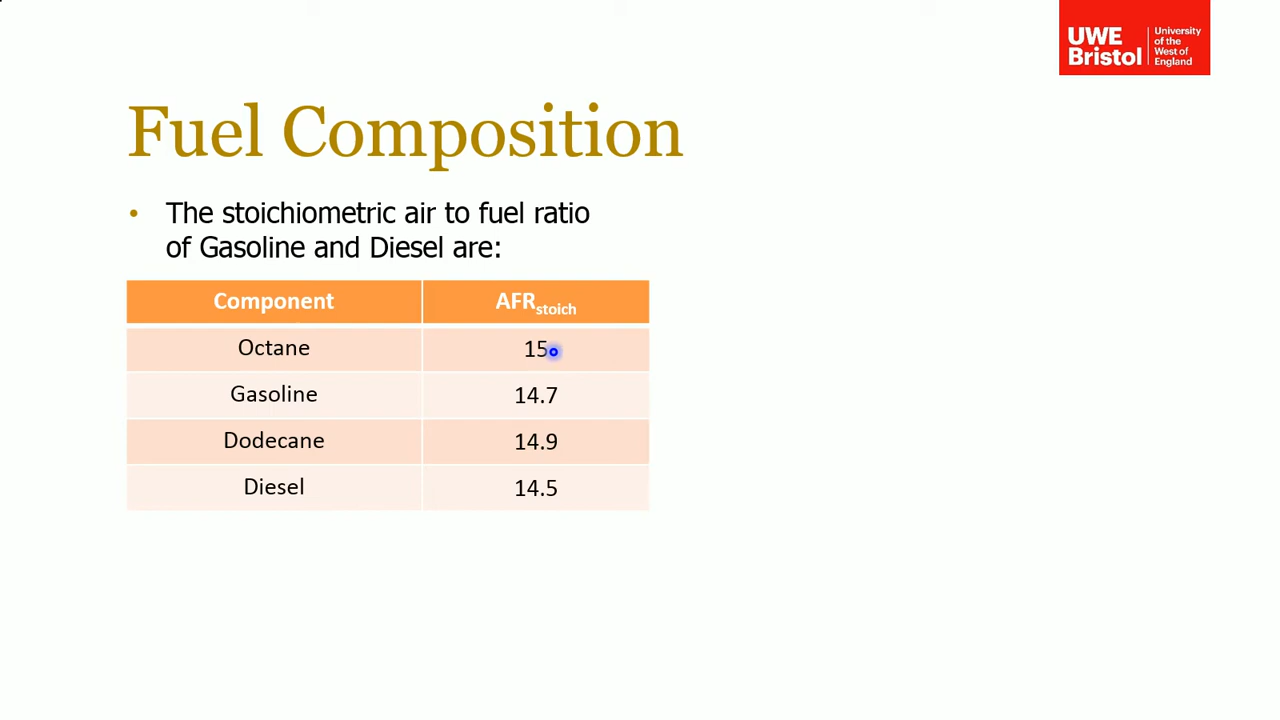 UWE Bristol
University of the West of England
Fuel Composition
• The stoichiometric air to fuel ratio
of Gasoline and Diesel are:
Component AFRstoich
Octane 15
Gasoline 14.7
Dodecane 14.9
Diesel 14.5